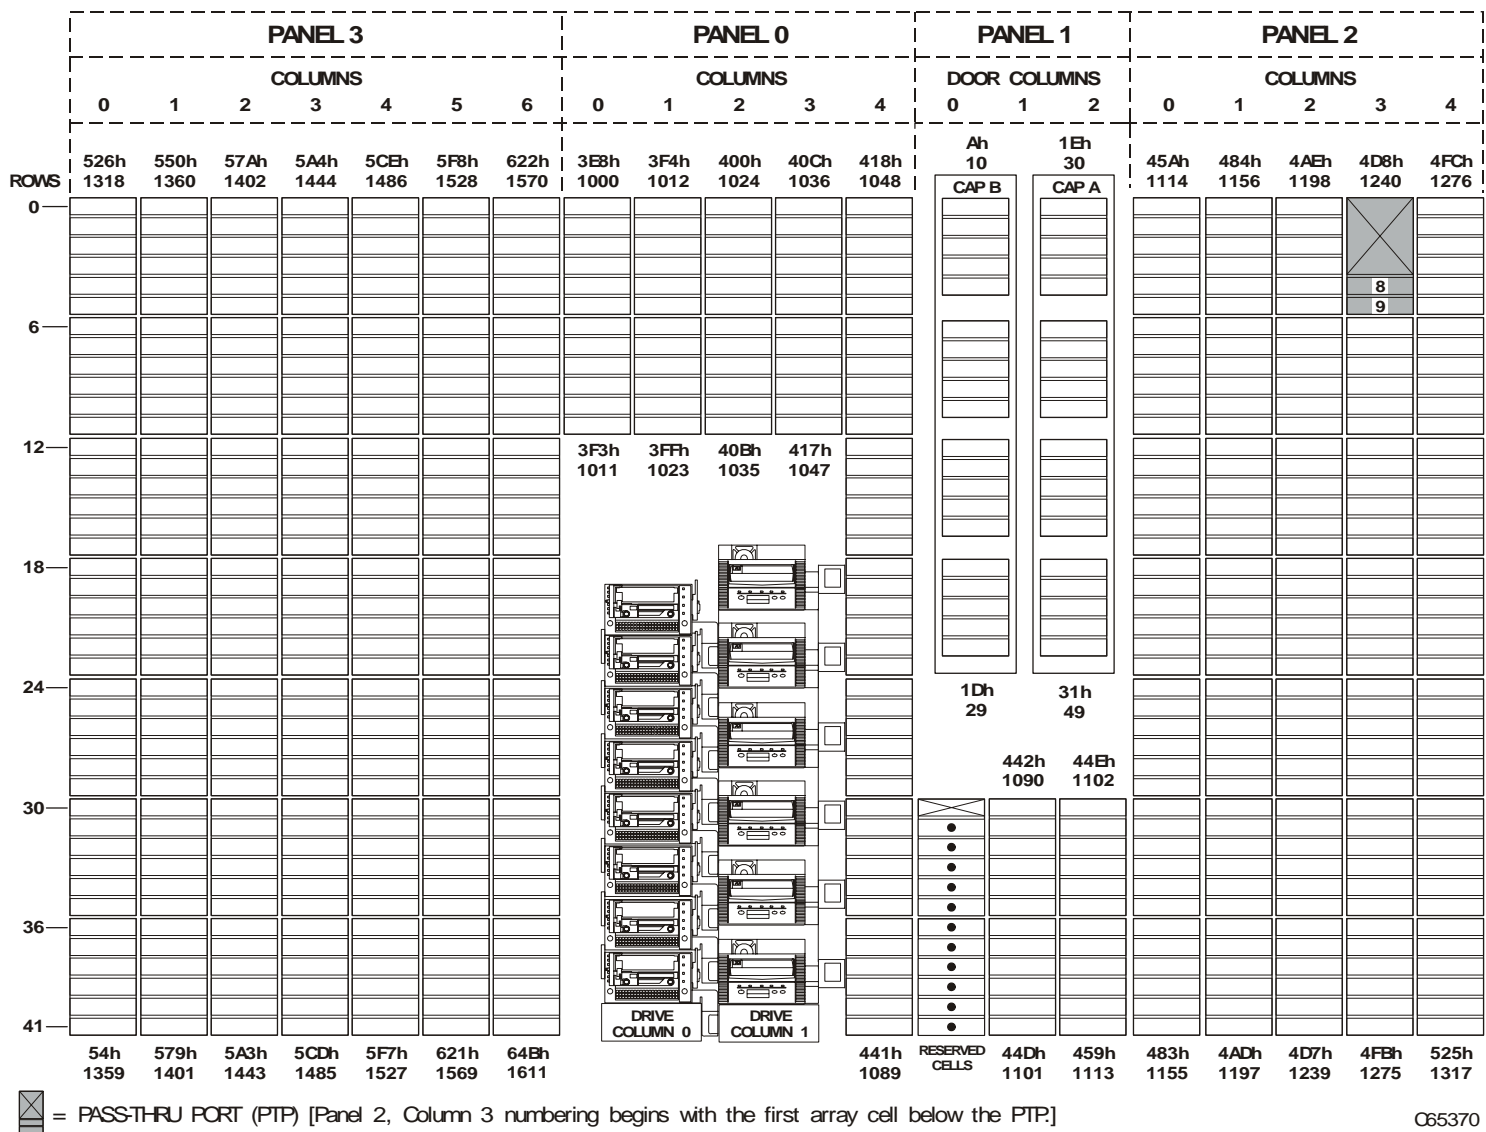 PANEL 3 PANEL 0 PANEL 1 PANEL 2
COLUMNS COLUMNS DOOR COLUMNS COLUMNS
0 1 2 3 4 5 6 0 1 2 3 4 0 1 2 0 1 2 3 4
Ah 1Eh
10 30
526h 550h 57Ah 5A4h 5CEh 5F8h 622h 3E8h 3F4h 400h 40Ch 418h 45Ah 484h 4AEh 4D8h 4FCh
ROWS 1318 1360 1402 1444 1486 1528 1570 1000 1012 1024 1036 1048 1114 1156 1198 1240 1276
CAP B CAP A
0
8
9
6
12
3F3h 3FFh 40Bh 417h
1011 1023 1035 1047
18
24
1Dh 31h
29 49
442h 44Eh
1090 1102
30
36
41
DRIVE COLUMN 0
DRIVE COLUMN 1
54h 579h 5A3h 5CDh 5F7h 621h 64Bh 441h RESERVED CELLS 44Dh 459h 483h 4ADh 4D7h 4FBh 525h
1359 1401 1443 1485 1527 1569 1611 1089 1101 1113 1155 1197 1239 1275 1317
= PASS-THRU PORT (PTP) [Panel 2, Column 3 numbering begins with the first array cell below the PTP.]
C65370